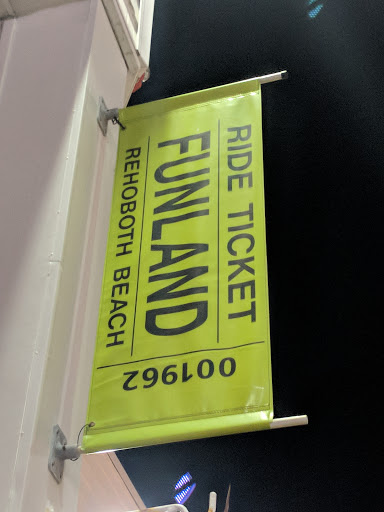 RIDE TICKET
FUNLAND
REHOBOTH BEACH
001962